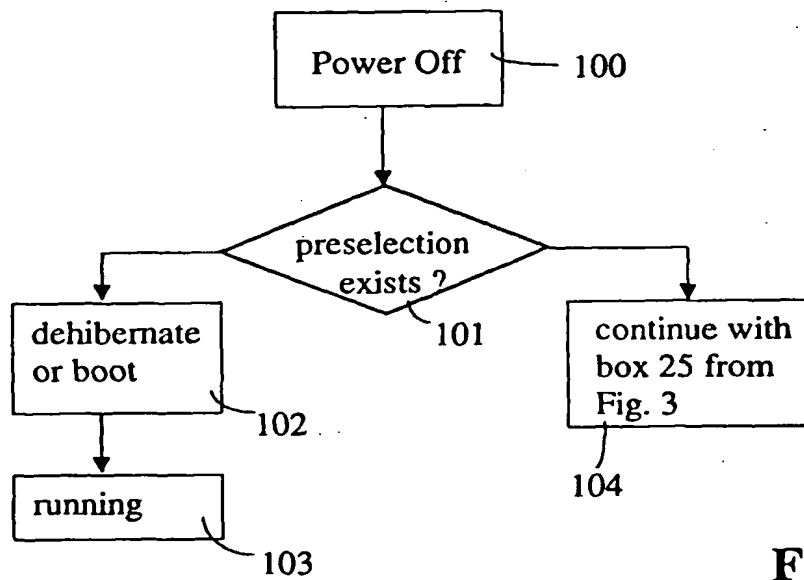 Power Off
100
preselection
exists ?
101
dehibernate
or boot
102
continue with
box 25 from
Fig. 3
104
running
103
F